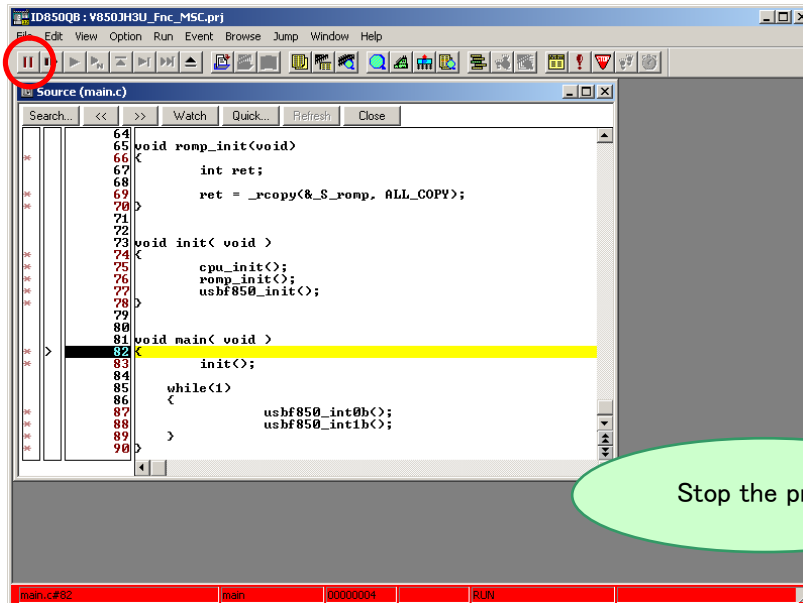 ID850QB : V850JH3U_Fnc_MSC.prj
File Edit View Option Run Event Browse Jump Window Help
Source (main.c)
Search... << >> Watch Quick... Refresh Close
64
65 void romp_init(void)
* 66 {
67 int ret;
68
* 69 ret = _rcopy(&_S_romp, ALL_COPY);
* 70 }
71
72
73 void init( void )
* 74 {
* 75 cpu_init();
* 76 romp_init();
* 77 usbf850_init();
* 78 }
79
80
81 void main( void )
* > 82 {
* 83 init();
84
85 while(1)
86 {
* 87 usbf850_int0b();
* 88 usbf850_int1b();
* 89 }
* 90 }
Stop the pr
main.c#82 main 00000004 RUN